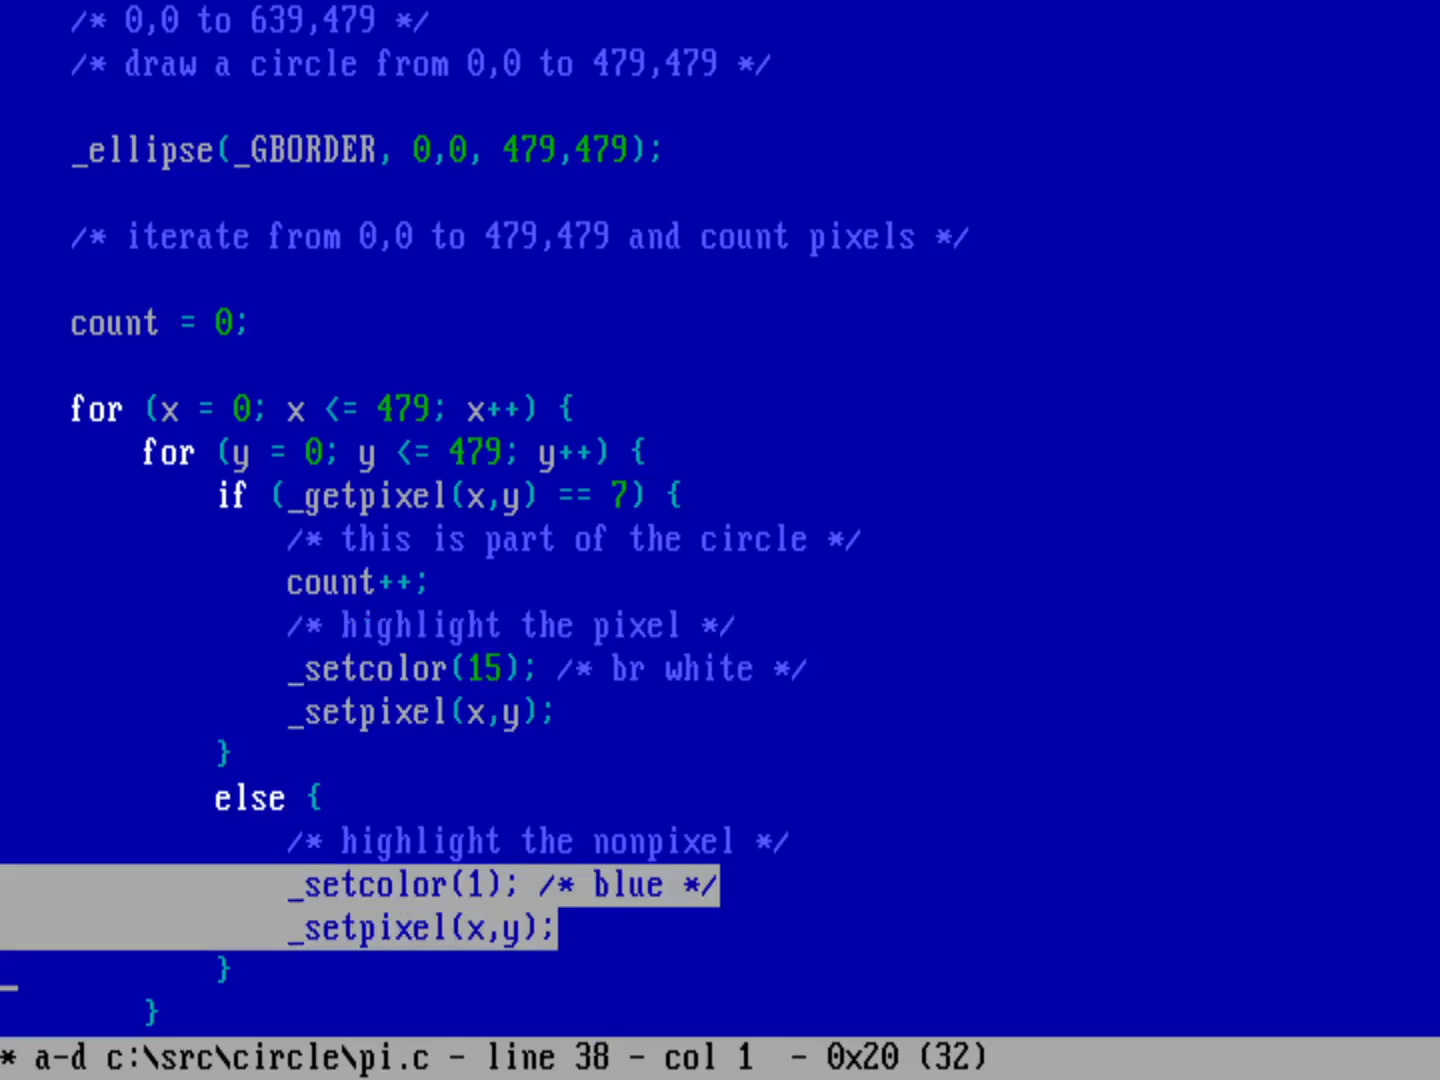 /* 0,0 to 639,479 */
/* draw a circle from 0,0 to 479,479 */
_ellipse(_GBORDER, 0,0, 479,479);
/* iterate from 0,0 to 479,479 and count pixels */
count = 0;
for (x = 0; x <= 479; x++) {
for (y = 0; y <= 479; y++) {
if (_getpixel(x,y) == 7) {
/* this is part of the circle */
count++;
/* highlight the pixel */
_setcolor(15); /* br white */
_setpixel(x,y);
}
else {
/* highlight the nonpixel */
_setcolor(1); /* blue */
_setpixel(x,y);
}
}
* a-d c:\src\circle\pi.c - line 38 - col 1  - 0x20 (32)